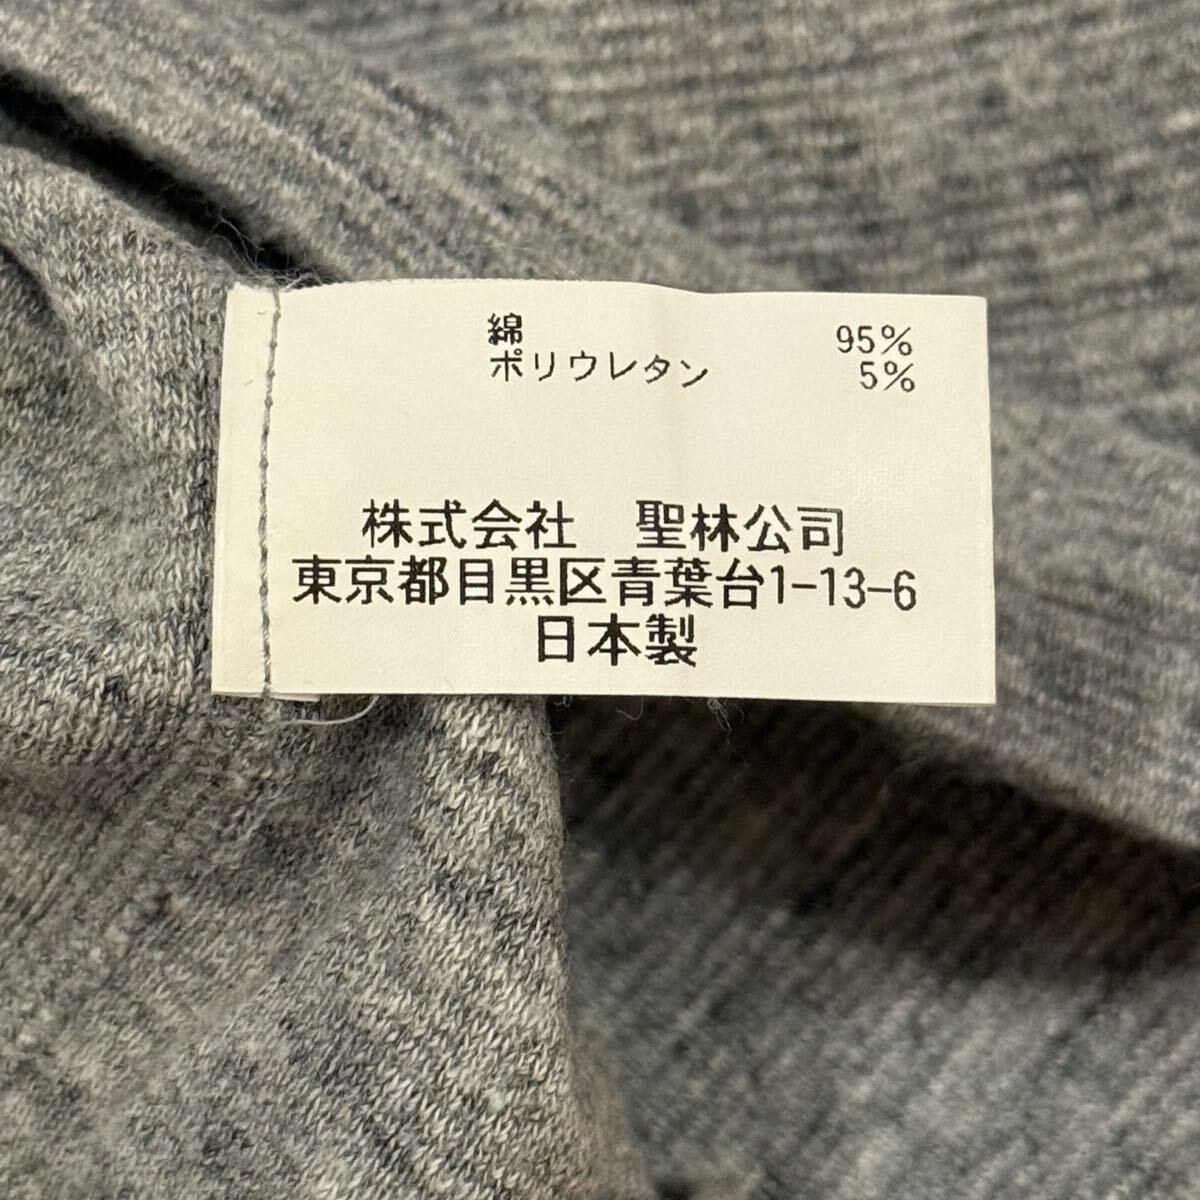 綿 95%
ポリウレタン 5%
株式会社 聖林公司
東京都目黒区青葉台1-13-6
日本製